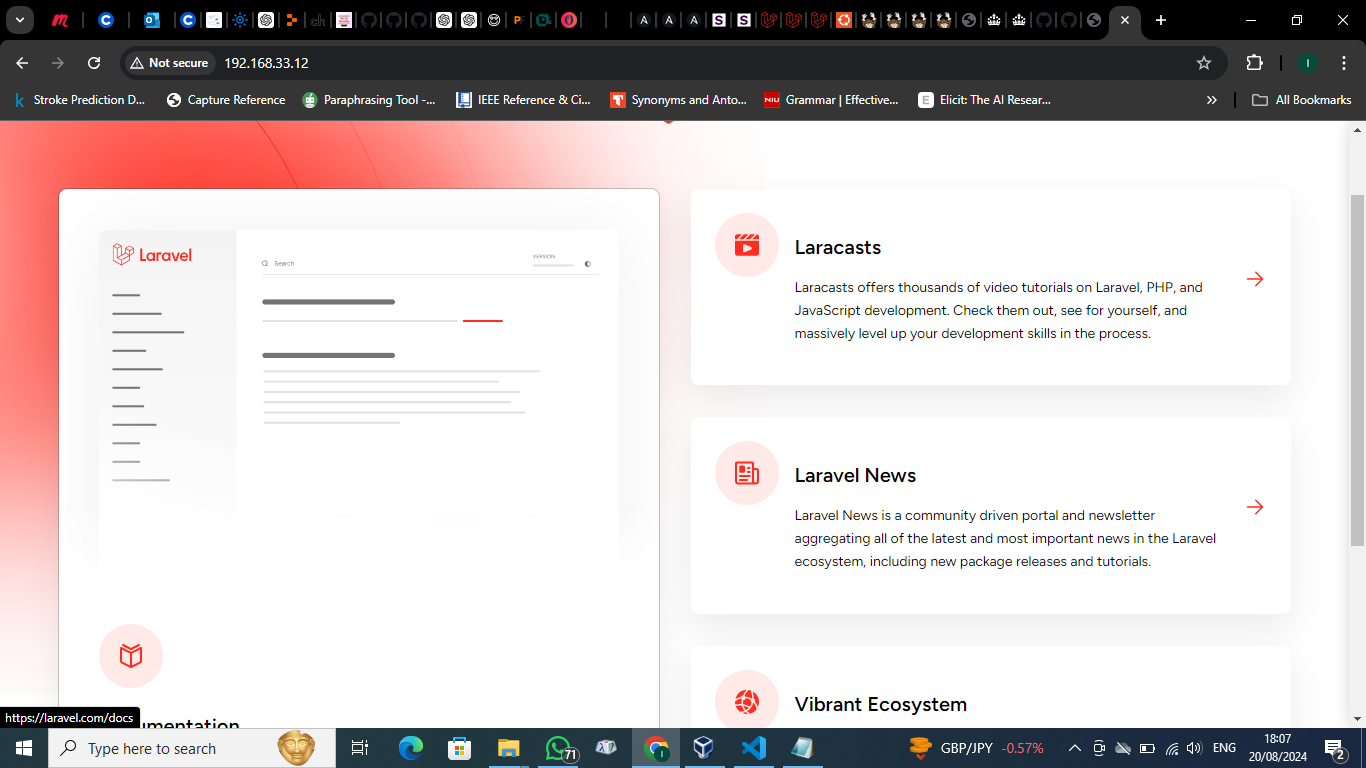 Not secure
192.168.33.12
Stroke Prediction D...
Capture Reference
Paraphrasing Tool -...
IEEE Reference & Ci...
Synonyms and Anto...
NIU
Grammar | Effective...
Elicit: The AI Resear...
All Bookmarks
Laravel
Search
VERSION
Laracasts
Laracasts offers thousands of video tutorials on Laravel, PHP, and
JavaScript development. Check them out, see for yourself, and
massively level up your development skills in the process.
Laravel News
Laravel News is a community driven portal and newsletter
aggregating all of the latest and most important news in the Laravel
ecosystem, including new package releases and tutorials.
Vibrant Ecosystem
https://laravel.com/docs
mentation
Type here to search
71
GBP/JPY -0.57%
ENG
18:07
20/08/2024
2